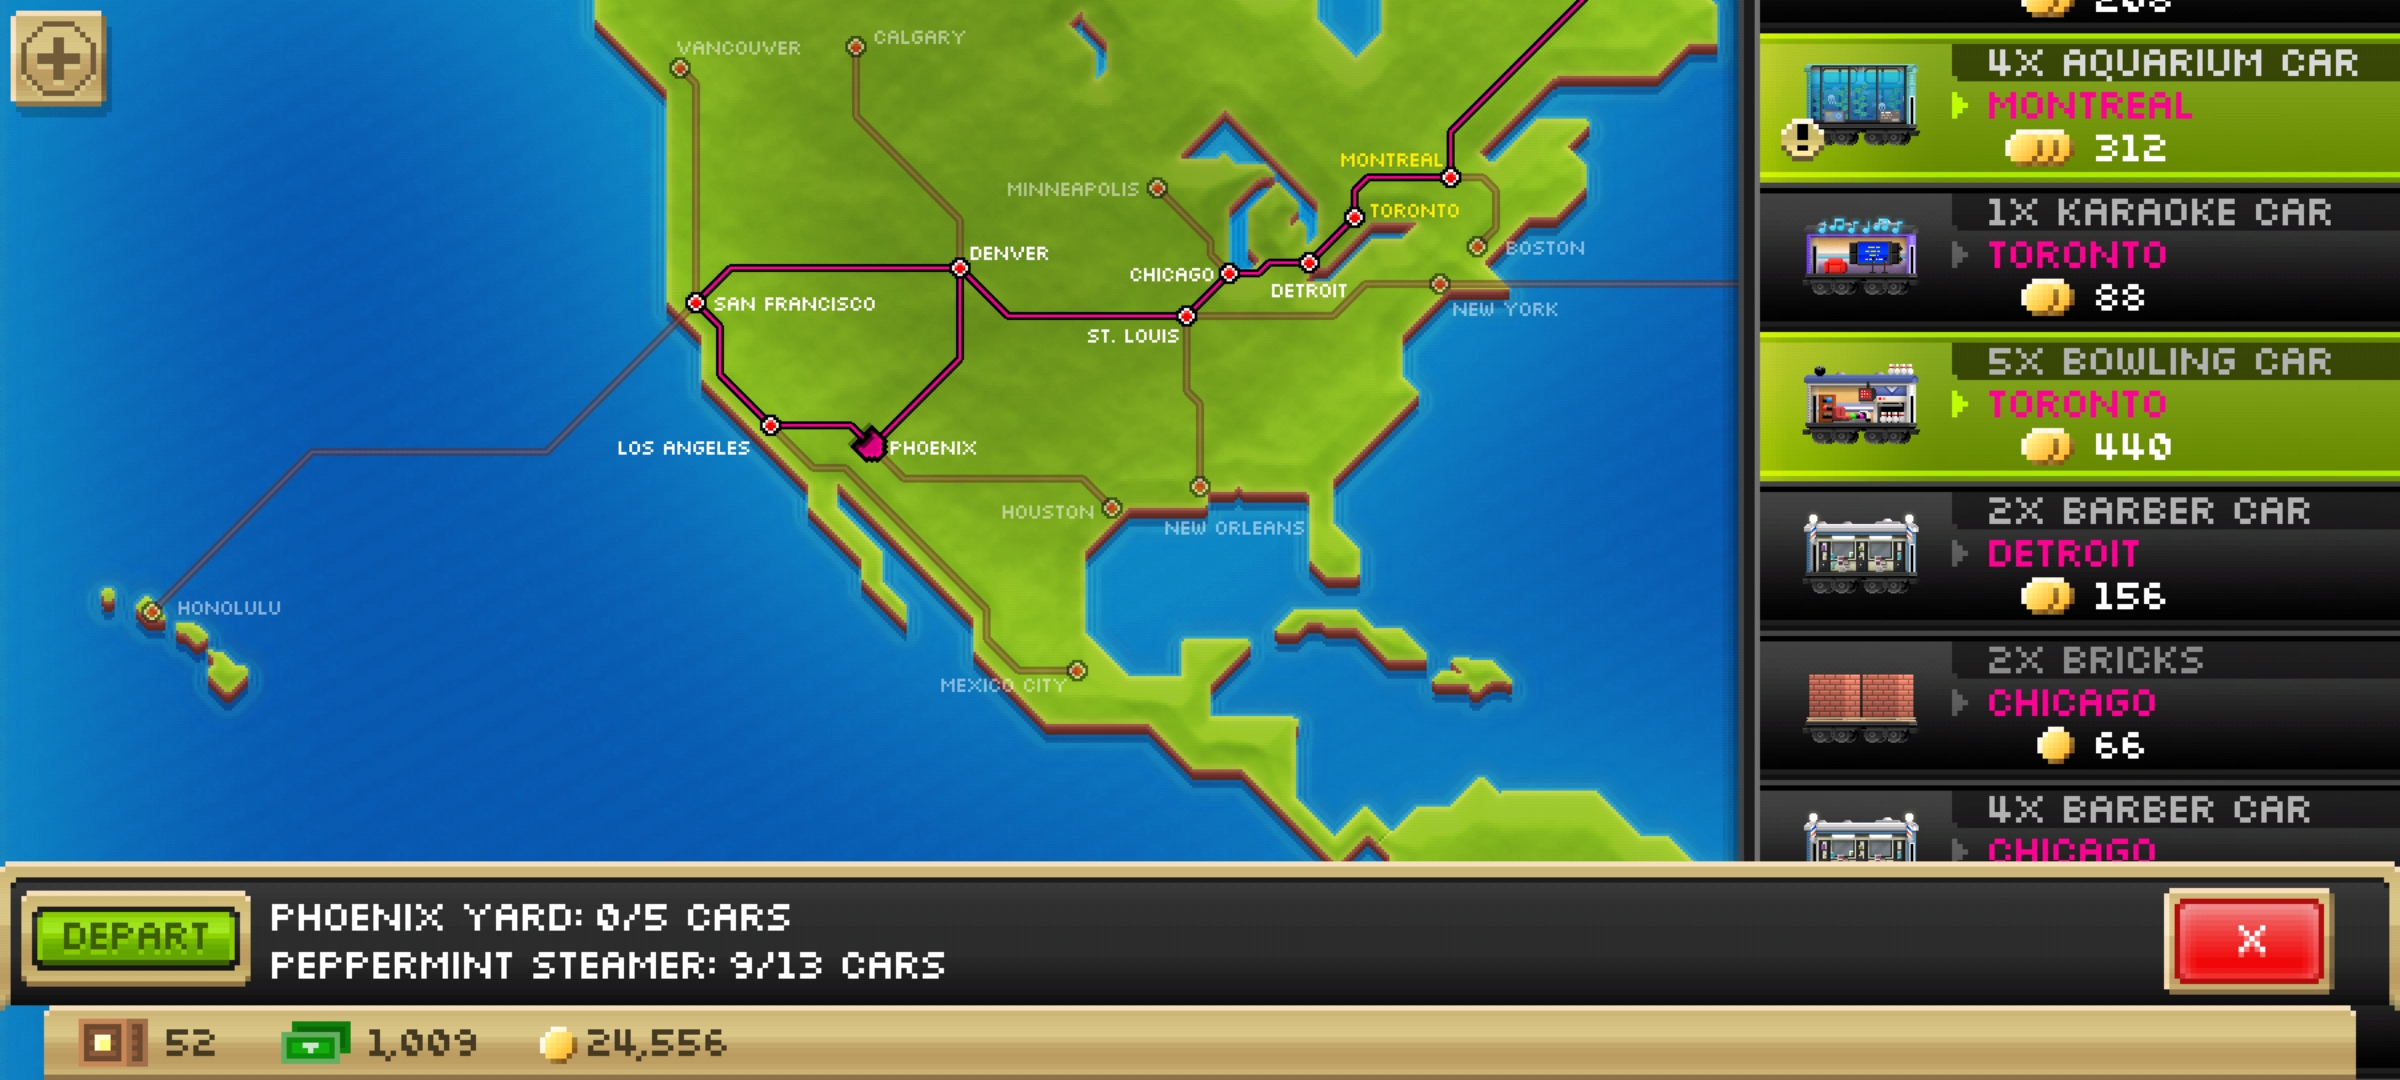 208
VANCOUVER
CALGARY
MINNEAPOLIS
MONTREAL
TORONTO
BOSTON
DENVER
CHICAGO
DETROIT
SAN FRANCISCO
ST. LOUIS
NEW YORK
LOS ANGELES
PHOENIX
HOUSTON
NEW ORLEANS
HONOLULU
MEXICO CITY
4X AQUARIUM CAR
MONTREAL
312
1X KARAOKE CAR
TORONTO
88
5X BOWLING CAR
TORONTO
440
2X BARBER CAR
DETROIT
156
2X BRICKS
CHICAGO
66
4X BARBER CAR
CHICAGO
DEPART
PHOENIX YARD: 0/5 CARS
PEPPERMINT STEAMER: 9/13 CARS
X
52
1,009
24,556